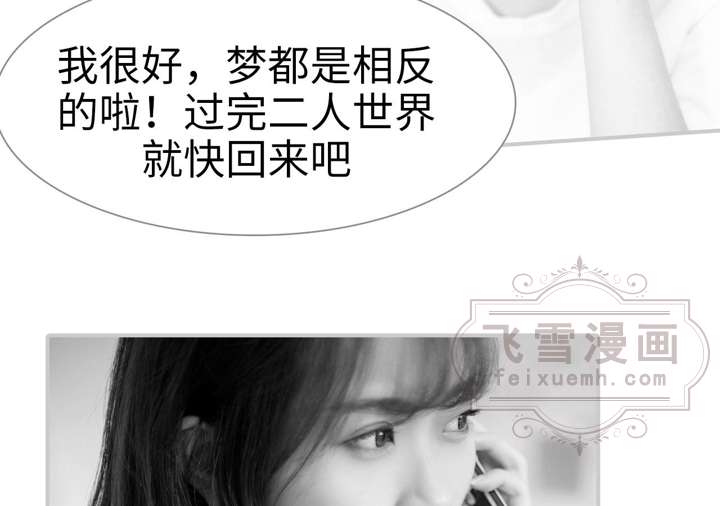 我很好，梦都是相反
的啦！过完二人世界
就快回来吧
飞雪漫画
feixuemh.com